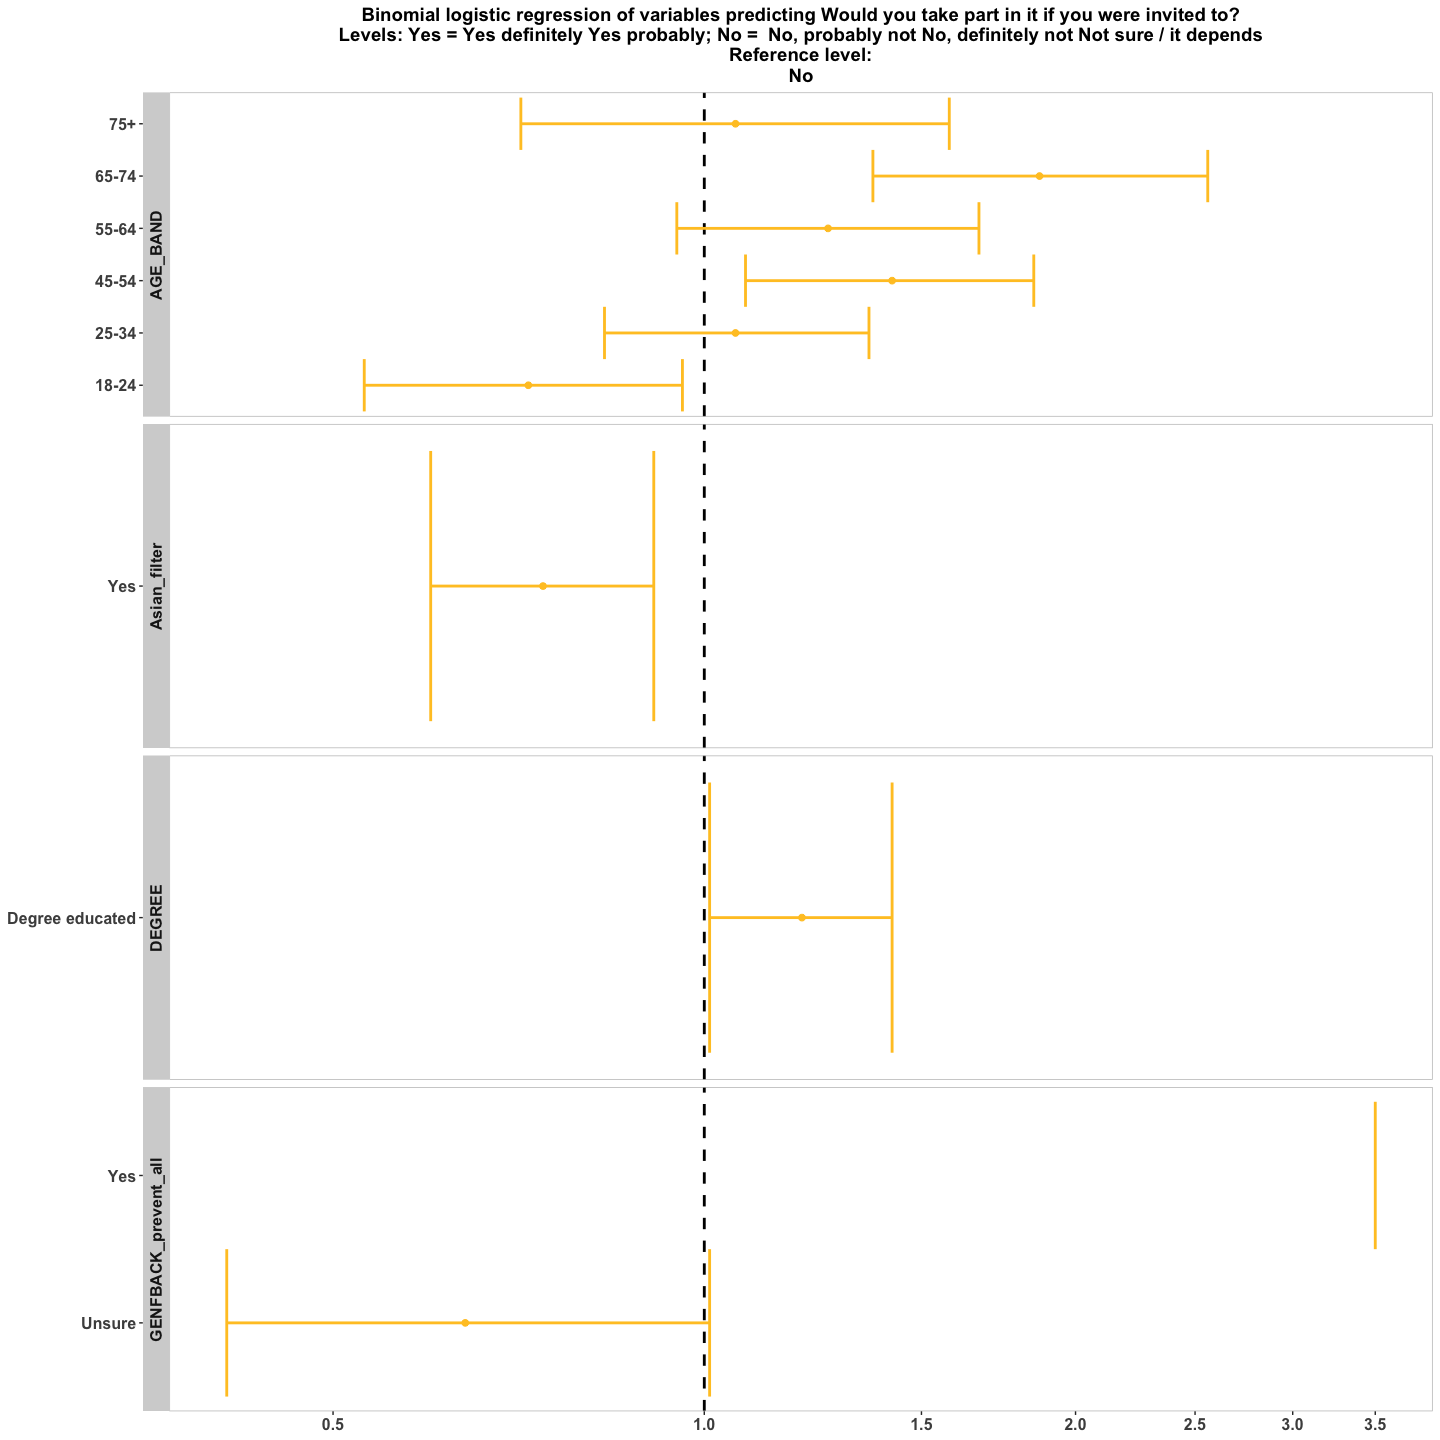 Binomial logistic regression of variables predicting Would you take part in it if you were invited to?
Levels: Yes = Yes definitely Yes probably; No =  No, probably not No, definitely not Not sure / it depends
Reference level:
No
AGE_BAND
75+
65-74
55-64
45-54
25-34
18-24
Asian_filter
Yes
DEGREE
Degree educated
GENFBACK_prevent_all
Yes
Unsure
0.5 1.0 1.5 2.0 2.5 3.0 3.5